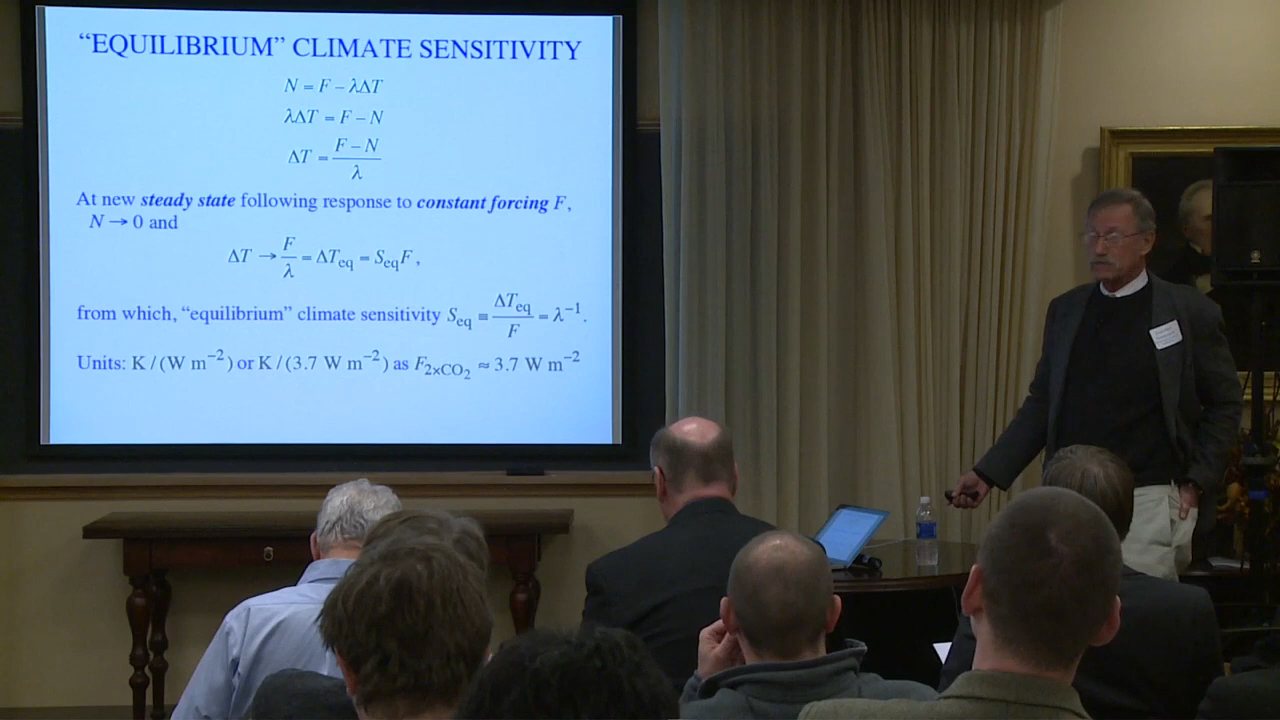 “EQUILIBRIUM” CLIMATE SENSITIVITY
N = F – λΔT
λΔT = F – N
ΔT = (F – N) / λ
At new steady state following response to constant forcing F,
N → 0 and
ΔT → F / λ = ΔT_eq = S_eq F ,
from which, “equilibrium” climate sensitivity S_eq ≡ ΔT_eq / F = λ⁻¹.
Units: K / (W m⁻²) or K / (3.7 W m⁻²) as F_2×CO₂ ≈ 3.7 W m⁻²